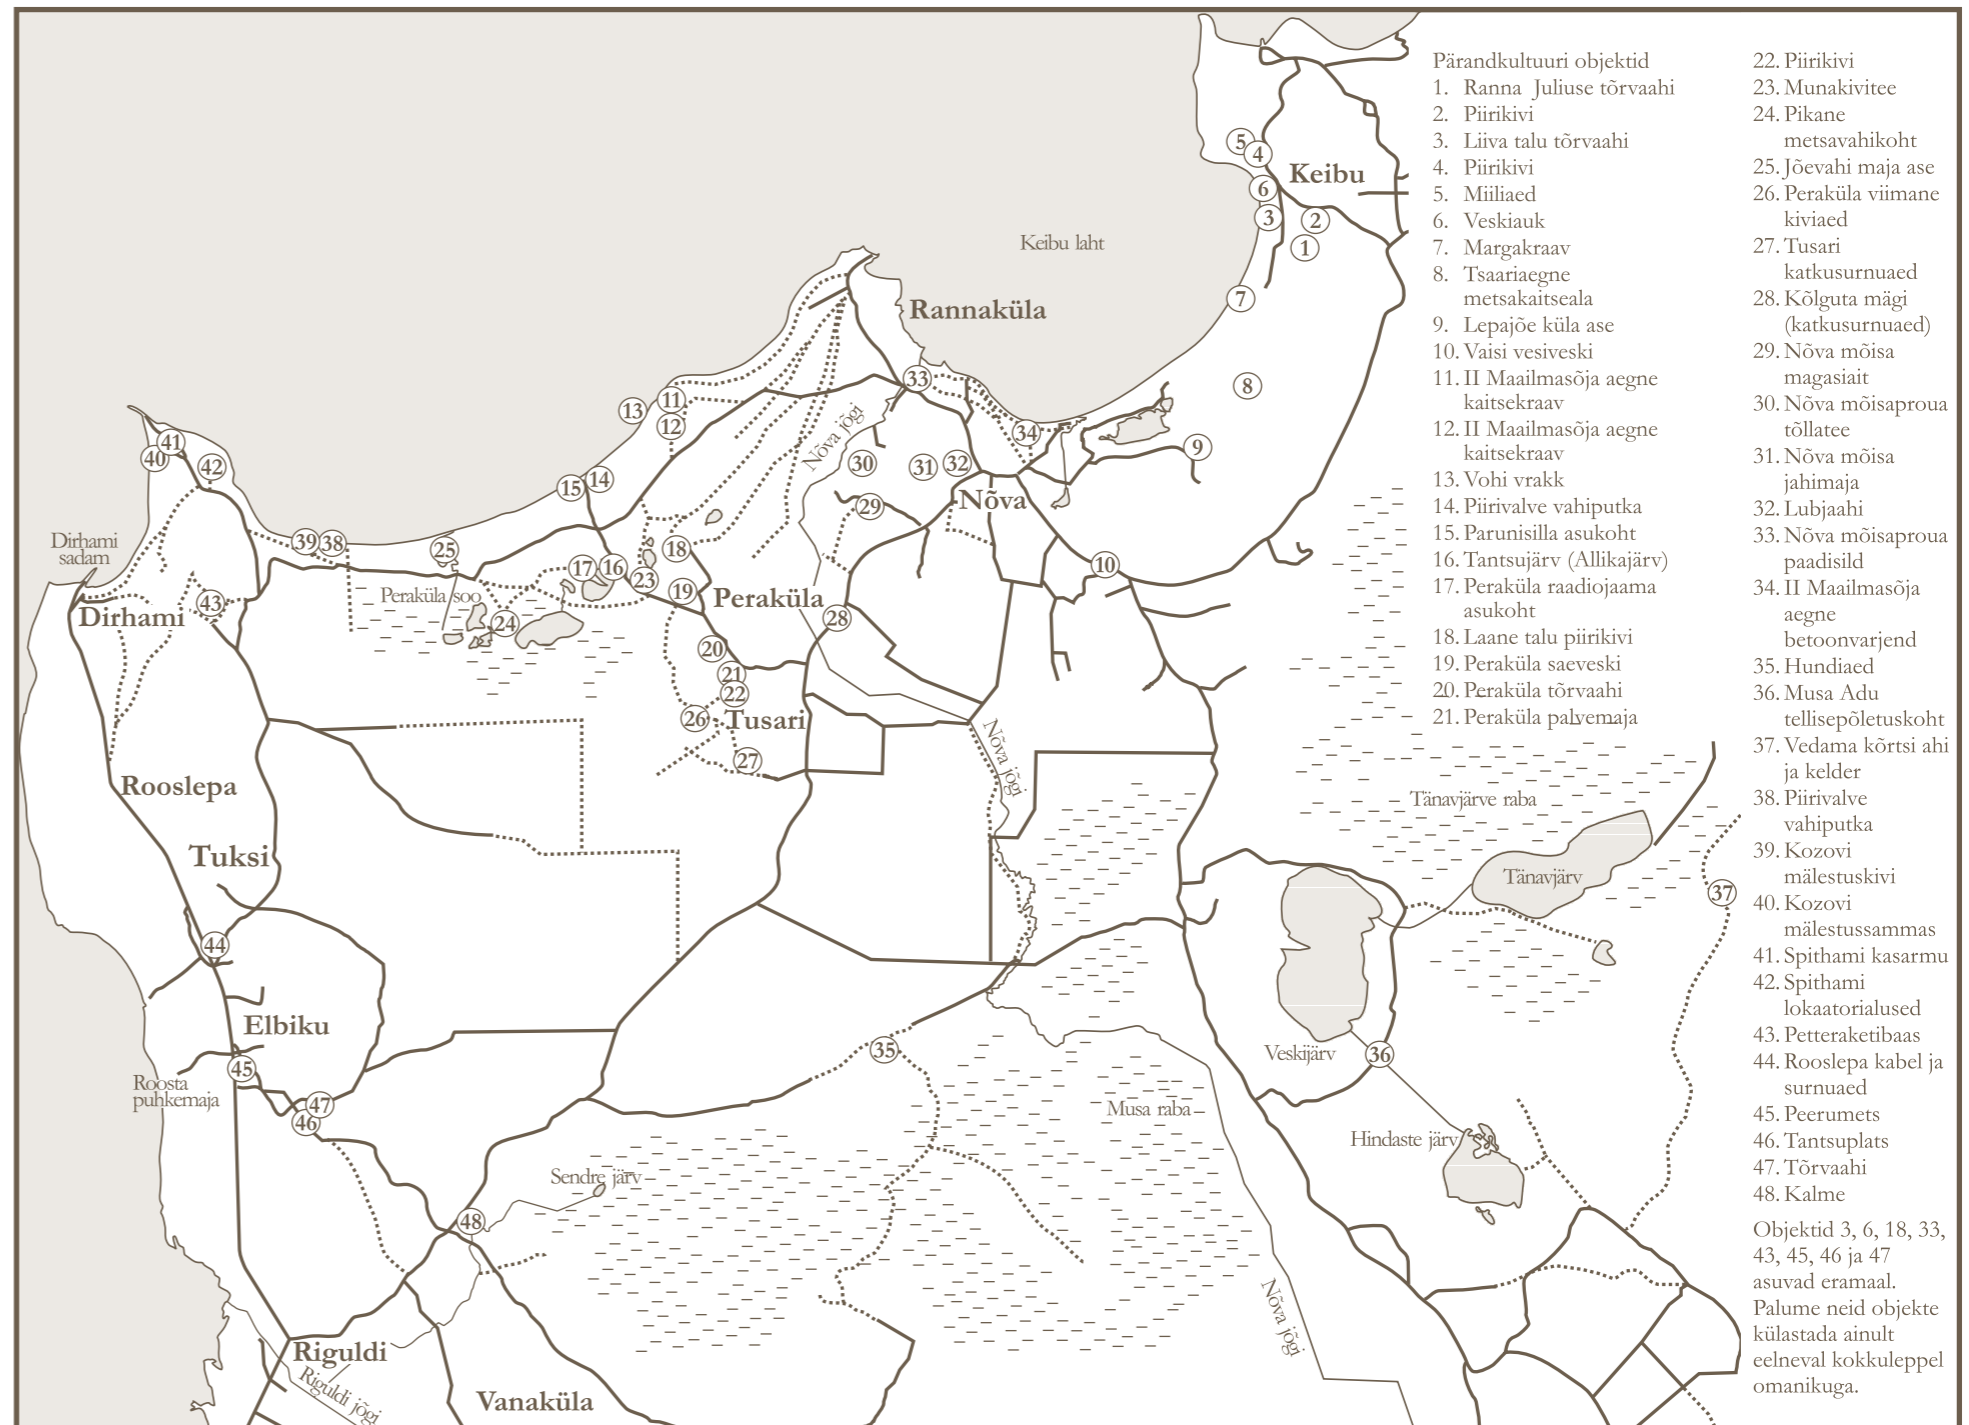 Pärandkultuuri objektid
1. Ranna Juliuse tõrvaahi
2. Piirikivi
3. Liiva talu tõrvaahi
4. Piirikivi
5. Miiliaed
6. Veskiauk
7. Margakraav
8. Tsaariaegne
metsakaitseala
9. Lepajõe küla ase
10. Vaisi vesiveski
11. II Maailmasõja aegne
kaitsekraav
12. II Maailmasõja aegne
kaitsekraav
13. Vohi vrakk
14. Piirivalve vahiputka
15. Parunisilla asukoht
16. Tantsujärv (Allikajärv)
17. Peraküla raadiojaama
asukoht
18. Laane talu piirikivi
19. Peraküla saeveski
20. Peraküla tõrvaahi
21. Peraküla palvemaja
22. Piirikivi
23. Munakivitee
24. Pikane
metsavahikoht
25. Jõevahi maja ase
26. Peraküla viimane
kiviaed
27. Tusari
katkusurnuaed
28. Kõlguta mägi
(katkusurnuaed)
29. Nõva mõisa
magasiait
30. Nõva mõisaproua
tõllatee
31. Nõva mõisa
jahimaja
32. Lubjaahi
33. Nõva mõisaproua
paadisild
34. II Maailmasõja
aegne
betoonvarjend
35. Hundiaed
36. Musa Adu
tellisepõletuskoht
37. Vedama kõrtsi ahi
ja kelder
38. Piirivalve
vahiputka
39. Kozovi
mälestuskivi
40. Kozovi
mälestussammas
41. Spithami kasarmu
42. Spithami
lokaatorialused
43. Petteraketibaas
44. Rooslepa kabel ja
surnuaed
45. Peerumets
46. Tantsuplats
47. Tõrvaahi
48. Kalme
Objektid 3, 6, 18, 33,
43, 45, 46 ja 47
asuvad eramaal.
Palume neid objekte
külastada ainult
eelneval kokkuleppel
omanikuga.
5
4
Keibu
6
3
2
1
Keibu laht
7
Rannaküla
8
33
11
13
12
34
Nõva jõgi
41
40
42
30
31
32
9
14
15
Nõva
29
Dirhami
sadam
39
38
25
18
10
17
16
23
19
Peraküla soo
Peraküla
43
Dirhami
24
28
20
21
22
26
Tusari
27
Nõva jõgi
Rooslepa
Tänavjärve raba
Tuksi
Tänavjärv
37
44
Elbiku
35
Veskijärv
36
45
Roosta
puhkemaja
47
46
Musa raba
Hindaste järv
Sendre järv
48
Nõva jõgi
Riguldi
Riguldi jõgi
Vanaküla